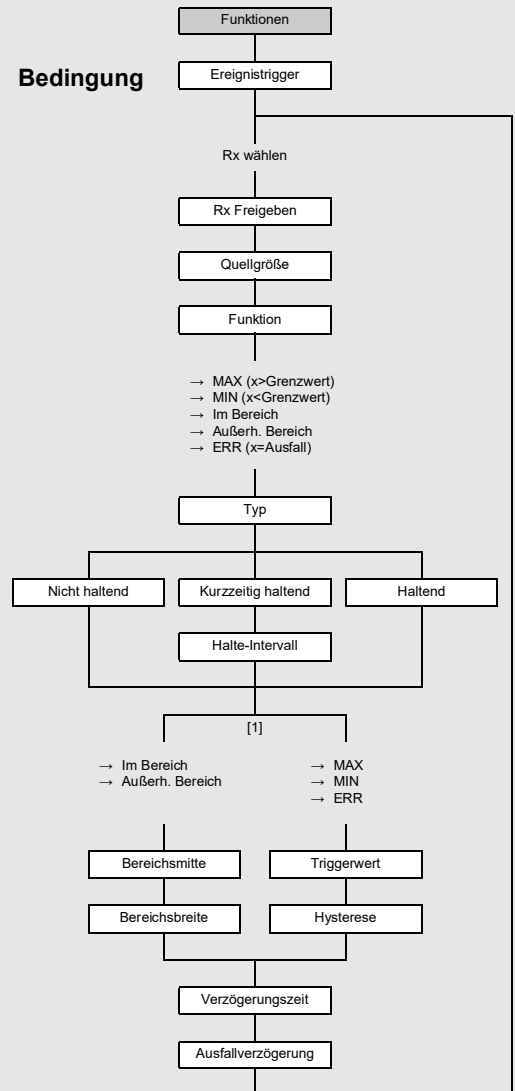 Funktionen
Bedingung
Ereignistrigger
Rx wählen
Rx Freigeben
Quellgröße
Funktion
→ MAX (x>Grenzwert)
→ MIN (x<Grenzwert)
→ Im Bereich
→ Außerh. Bereich
→ ERR (x=Ausfall)
Typ
Nicht haltend
Kurzzeitig haltend
Haltend
Halte-Intervall
[1]
→ Im Bereich
→ Außerh. Bereich
→ MAX
→ MIN
→ ERR
Bereichsmitte
Triggerwert
Bereichsbreite
Hysterese
Verzögerungszeit
Ausfallverzögerung